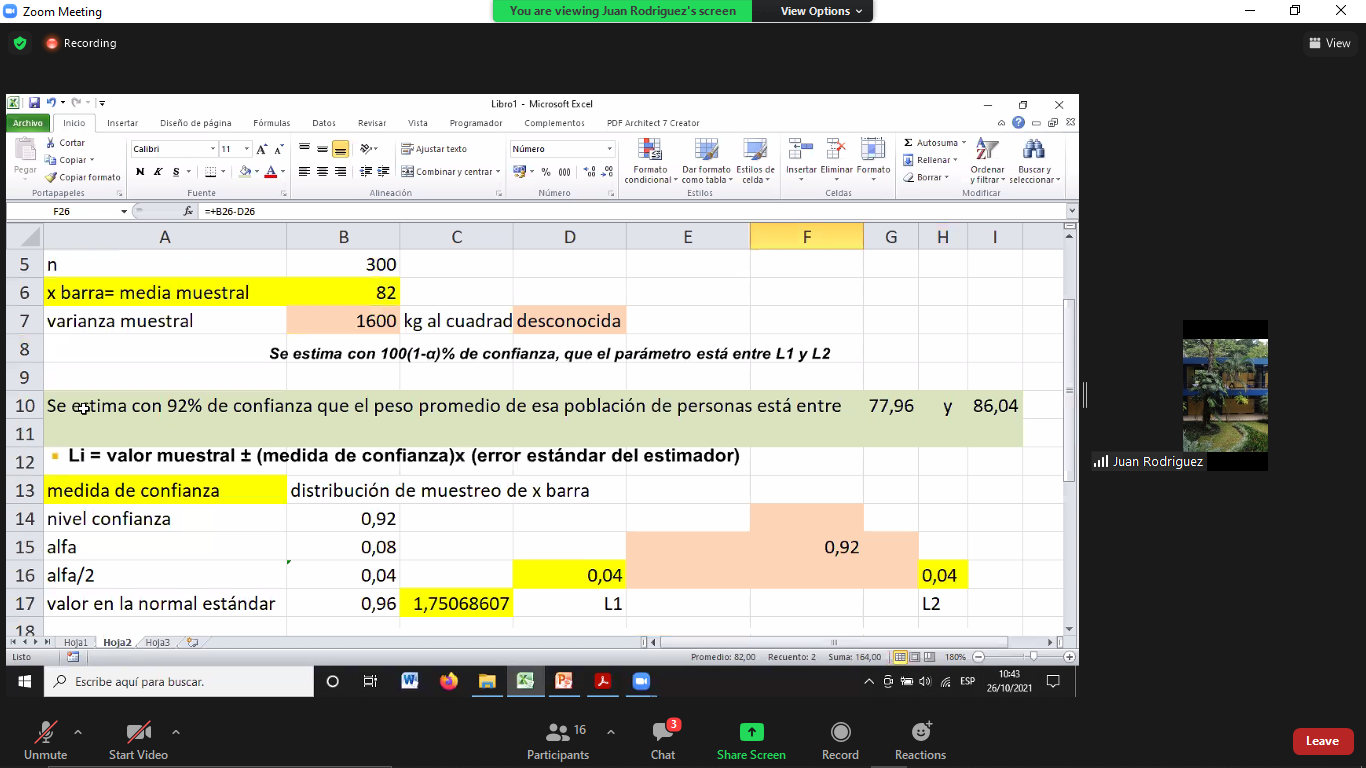 Zoom Meeting
You are viewing Juan Rodriguez's screen
View Options
Recording
View
Libro1 - Microsoft Excel
Archivo Inicio Insertar Diseño de página Fórmulas Datos Revisar Vista Programador Complementos PDF Architect 7 Creator
Cortar
Copiar
Copiar formato
Pegar
Portapapeles
Calibri 11
N K S
Fuente
Ajustar texto
Combinar y centrar
Alineación
Número
% 000
Número
Formato condicional
Dar formato como tabla
Estilos de celda
Estilos
Insertar Eliminar Formato
Celdas
Autosuma
Rellenar
Borrar
Ordenar y filtrar
Buscar y seleccionar
Modificar
F26 fx =+B26-D26
A B C D E F G H I
5 n 300
6 x barra= media muestral 82
7 varianza muestral 1600 kg al cuadrad desconocida
8 Se estima con 100(1-α)% de confianza, que el parámetro está entre L1 y L2
9
10 Se estima con 92% de confianza que el peso promedio de esa población de personas está entre 77,96 y 86,04
11
12 Li = valor muestral ± (medida de confianza)x (error estándar del estimador)
13 medida de confianza distribución de muestreo de x barra
14 nivel confianza 0,92
15 alfa 0,08 0,92
16 alfa/2 0,04 0,04 0,04
17 valor en la normal estándar 0,96 1,75068607 L1 L2
18
Hoja1 Hoja2 Hoja3
Listo Promedio: 82,00 Recuento: 2 Suma: 164,00 180%
Escribe aquí para buscar.
ESP
10:43
26/10/2021
Juan Rodriguez
Unmute
Start Video
16
Participants
3
Chat
Share Screen
Record
Reactions
Leave